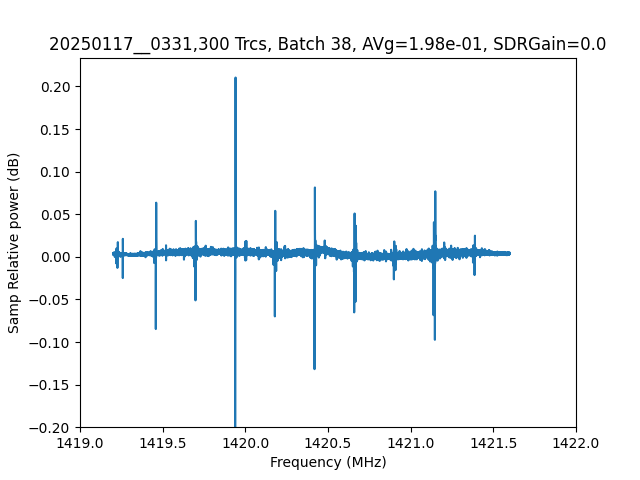 20250117__0331,300 Trcs, Batch 38, AVg=1.98e-01, SDRGain=0.0
Samp Relative power (dB)
0.20
0.15
0.10
0.05
0.00
−0.05
−0.10
−0.15
−0.20
1419.0 1419.5 1420.0 1420.5 1421.0 1421.5 1422.0
Frequency (MHz)